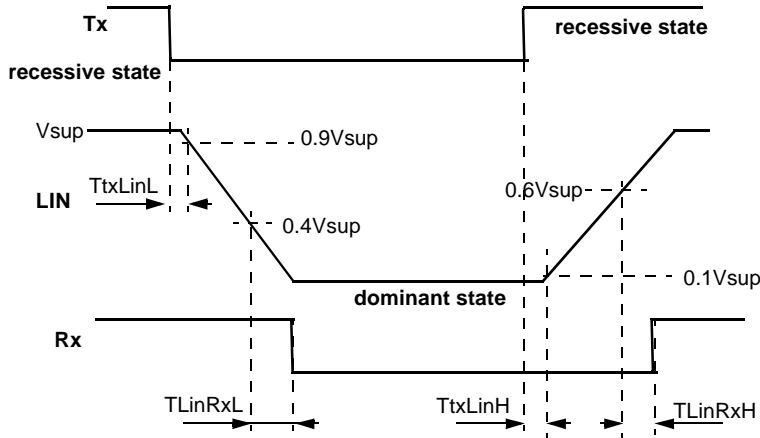 Tx
recessive state
recessive state
Vsup
0.9Vsup
TtxLinL
0.6Vsup
LIN
0.4Vsup
0.1Vsup
dominant state
Rx
TLinRxL
TtxLinH
TLinRxH